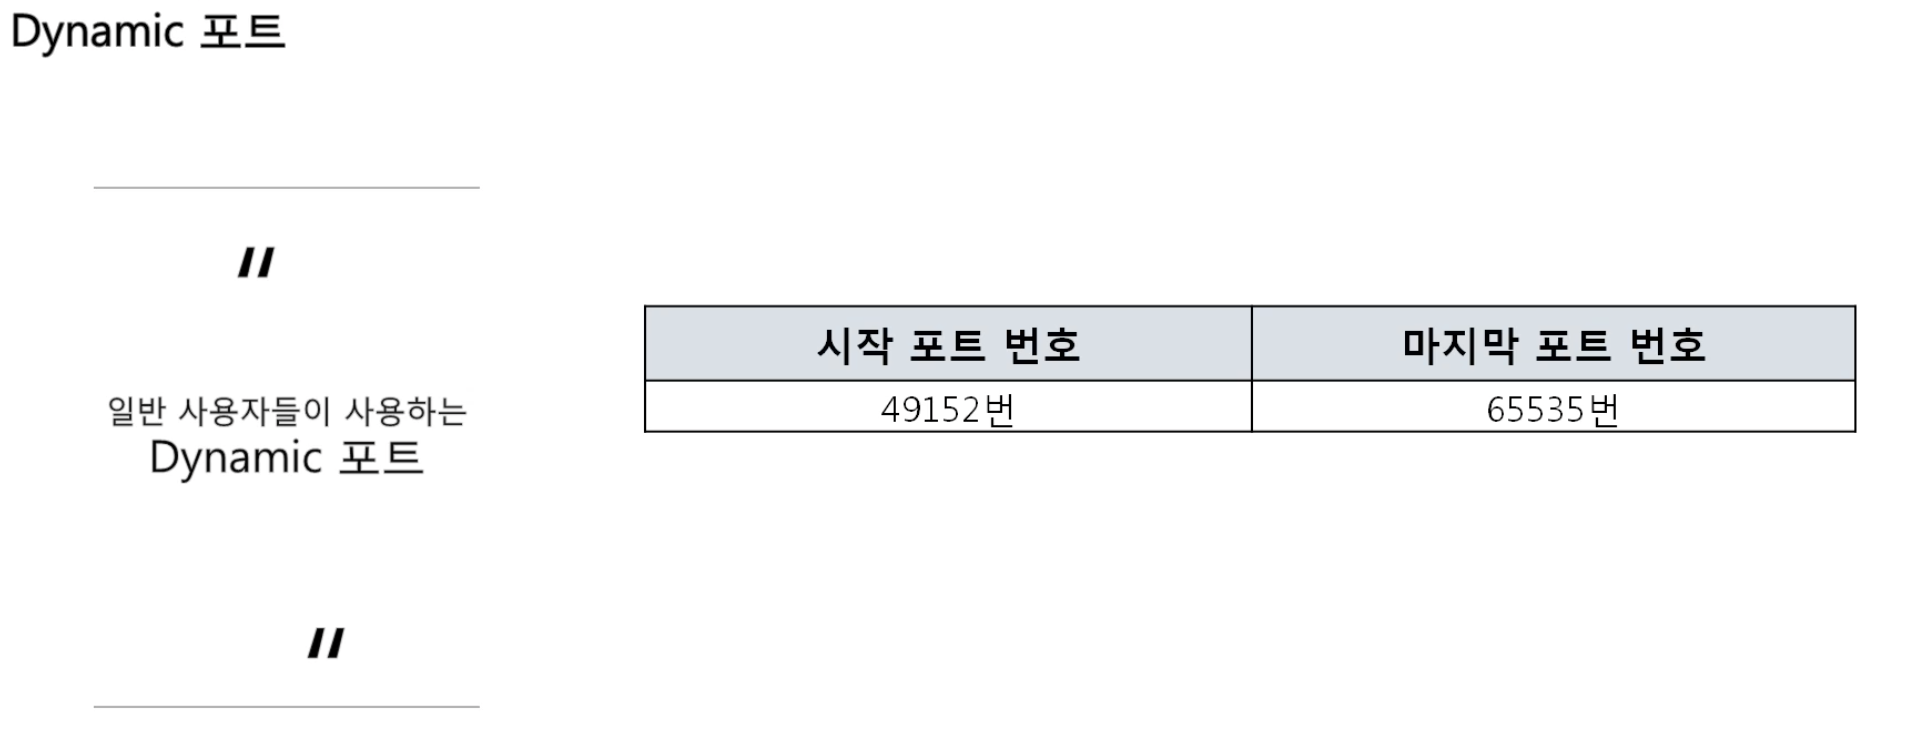 Dynamic 포트
"
일반 사용자들이 사용하는
Dynamic 포트
"
시작 포트 번호 마지막 포트 번호
49152번 65535번